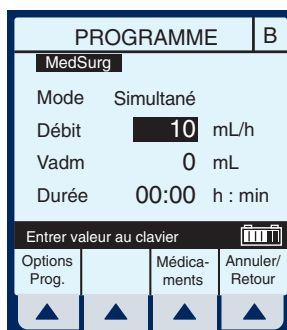 PROGRAMME B
MedSurg
Mode Simultané
Débit 10 mL/h
Vadm 0 mL
Durée 00:00 h : min
Entrer valeur au clavier
Options Médica- Annuler/
Prog. ments Retour